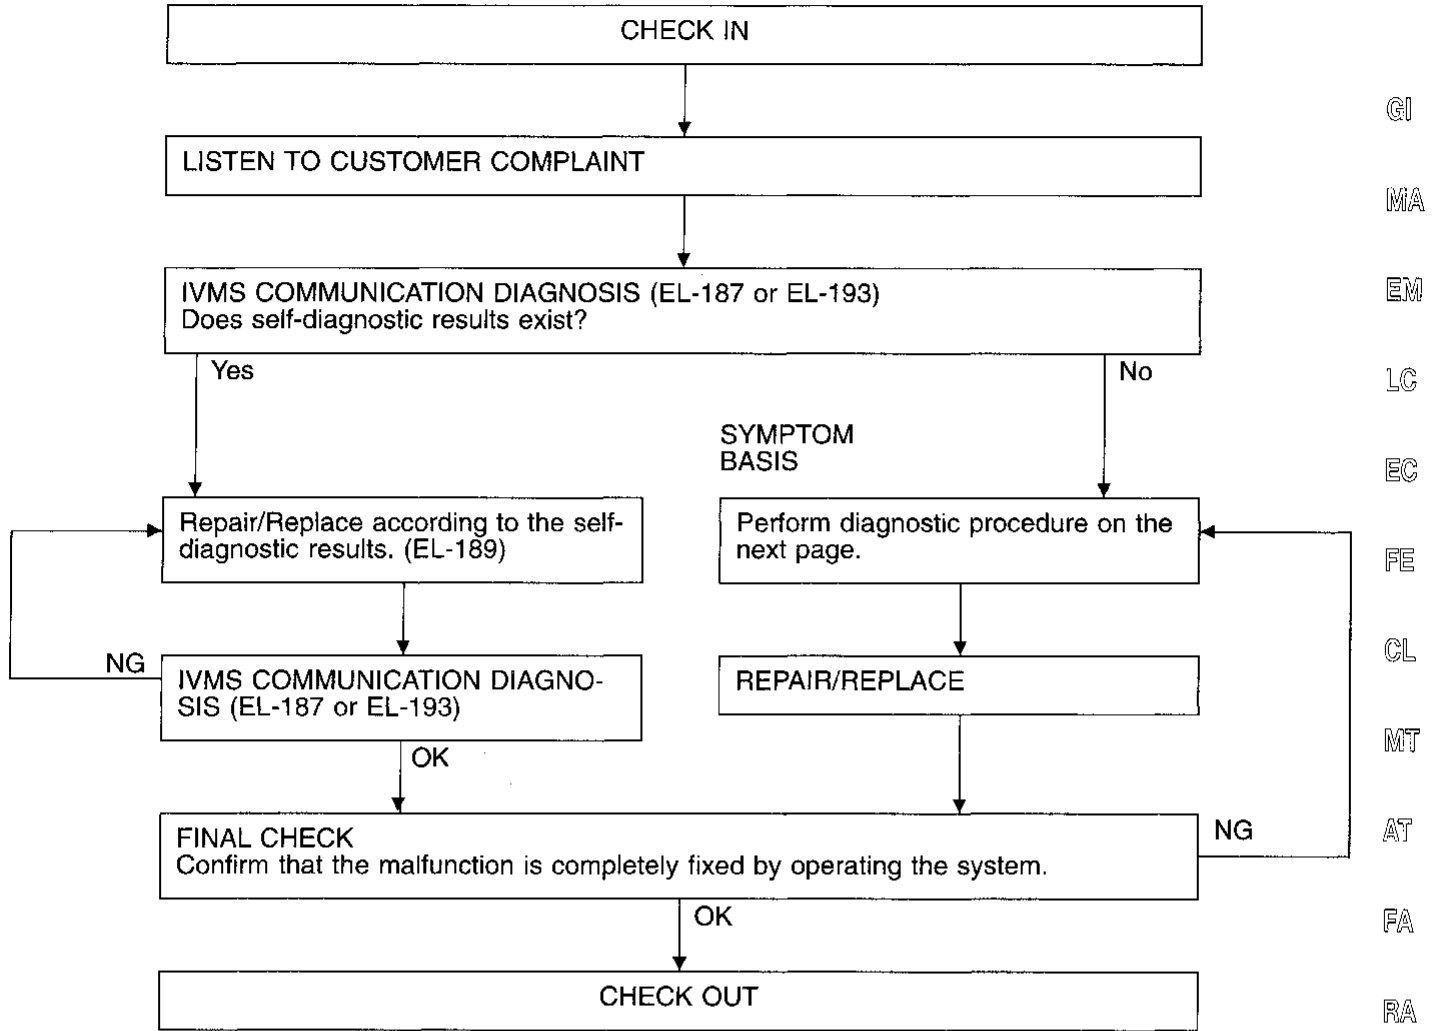 CHECK IN
LISTEN TO CUSTOMER COMPLAINT
IVMS COMMUNICATION DIAGNOSIS (EL-187 or EL-193)
Does self-diagnostic results exist?
Yes
No
SYMPTOM
BASIS
Repair/Replace according to the self-
diagnostic results. (EL-189)
Perform diagnostic procedure on the
next page.
NG
IVMS COMMUNICATION DIAGNO-
SIS (EL-187 or EL-193)
REPAIR/REPLACE
OK
FINAL CHECK
Confirm that the malfunction is completely fixed by operating the system.
NG
OK
CHECK OUT
GI
MA
EM
LC
EC
FE
CL
MT
AT
FA
RA